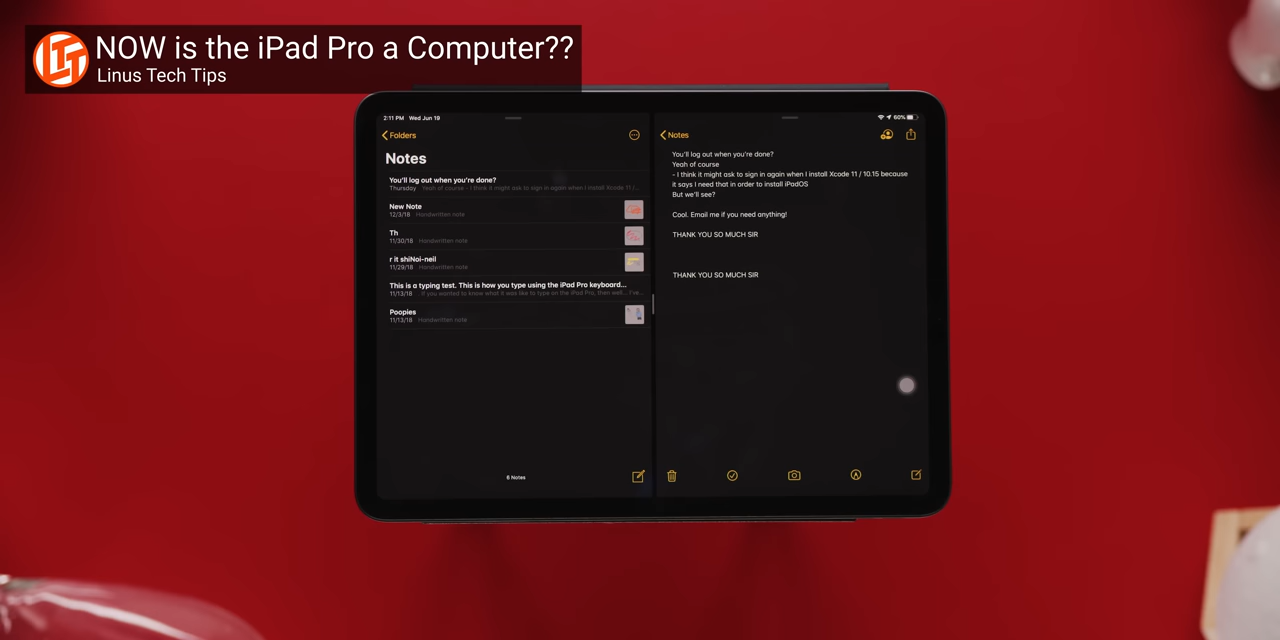 NOW is the iPad Pro a Computer??
Linus Tech Tips
2:11 PM Wed Jun 19
60%
Folders
Notes
You'll log out when you're done?
Thursday Yeah of course - I think it might ask to sign in again when I install Xcode 11 /...
New Note
12/3/18 Handwritten note
Th
11/30/18 Handwritten note
r it shiNoi-neil
11/29/18 Handwritten note
This is a typing test. This is how you type using the iPad Pro keyboard...
11/13/18 If you wanted to know what it was like to type on the iPad Pro, then well... I've...
Poopies
11/13/18 Handwritten note
6 Notes
Notes
You'll log out when you're done?
Yeah of course
- I think it might ask to sign in again when I install Xcode 11 / 10.15 because
it says I need that in order to install iPadOS
But we'll see?
Cool. Email me if you need anything!
THANK YOU SO MUCH SIR
THANK YOU SO MUCH SIR